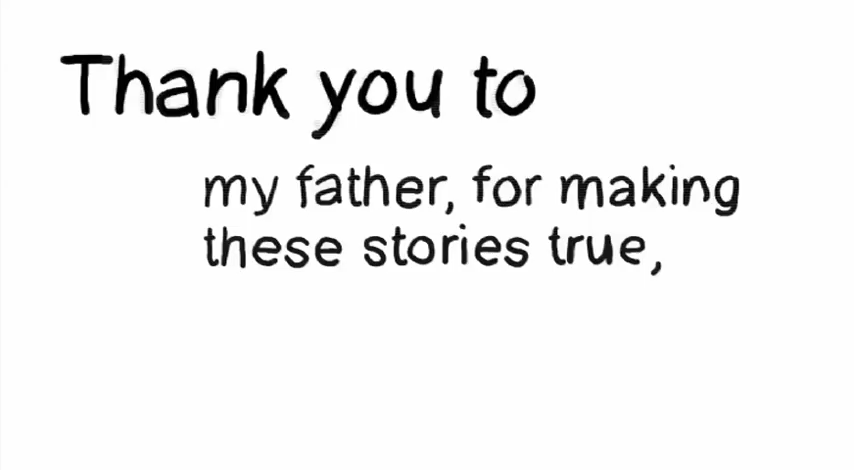 Thank you to
my father, for making
these stories true,